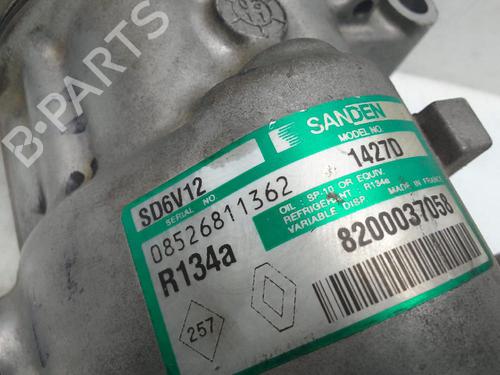 B-PARTS
SANDEN
MODEL NO.
SD6V12
1427D
SERIAL NO
08526811362
OIL : SP-10 OR EQUIV.
REFRIGERENT R134a
VARIABLE DISP. MADE IN FRANCE
R134a
8200037058
257